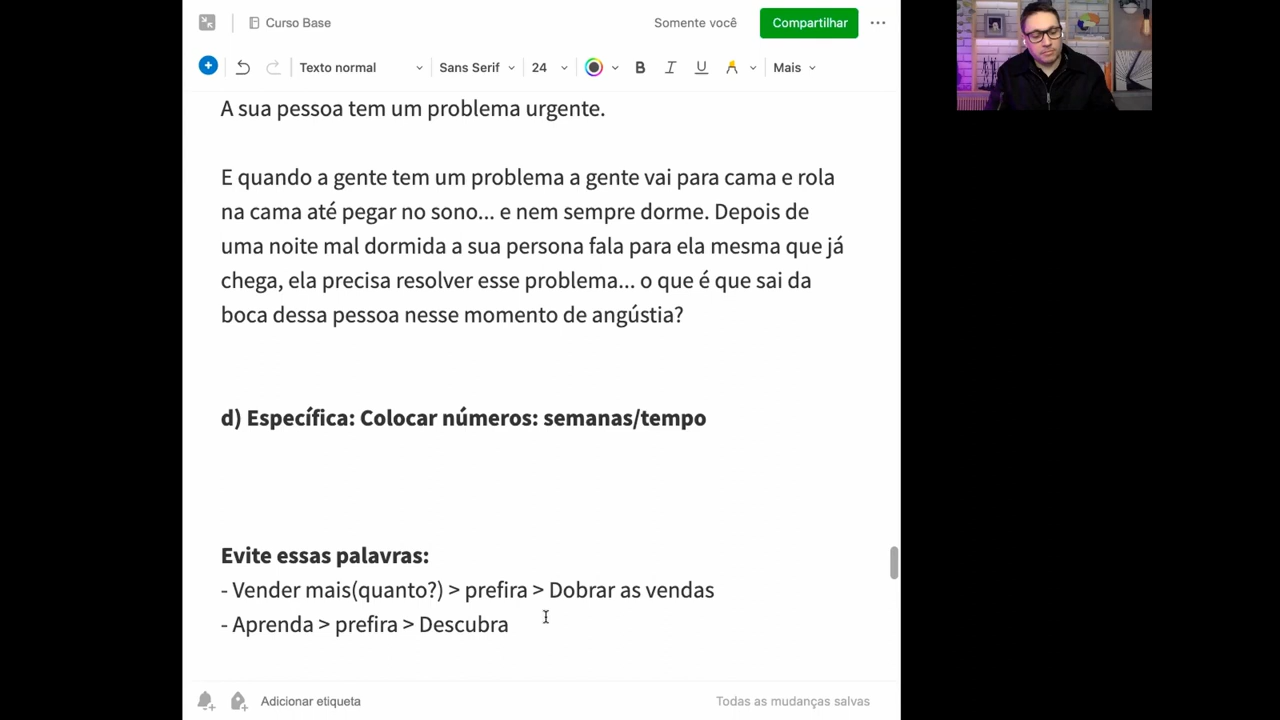 Curso Base
Somente você
Compartilhar
Texto normal
Sans Serif
24
B
I
U
Mais
A sua pessoa tem um problema urgente.
E quando a gente tem um problema a gente vai para cama e rola
na cama até pegar no sono... e nem sempre dorme. Depois de
uma noite mal dormida a sua persona fala para ela mesma que já
chega, ela precisa resolver esse problema... o que é que sai da
boca dessa pessoa nesse momento de angústia?
d) Específica: Colocar números: semanas/tempo
Evite essas palavras:
- Vender mais(quanto?) > prefira > Dobrar as vendas
- Aprenda > prefira > Descubra
Adicionar etiqueta
Todas as mudanças salvas